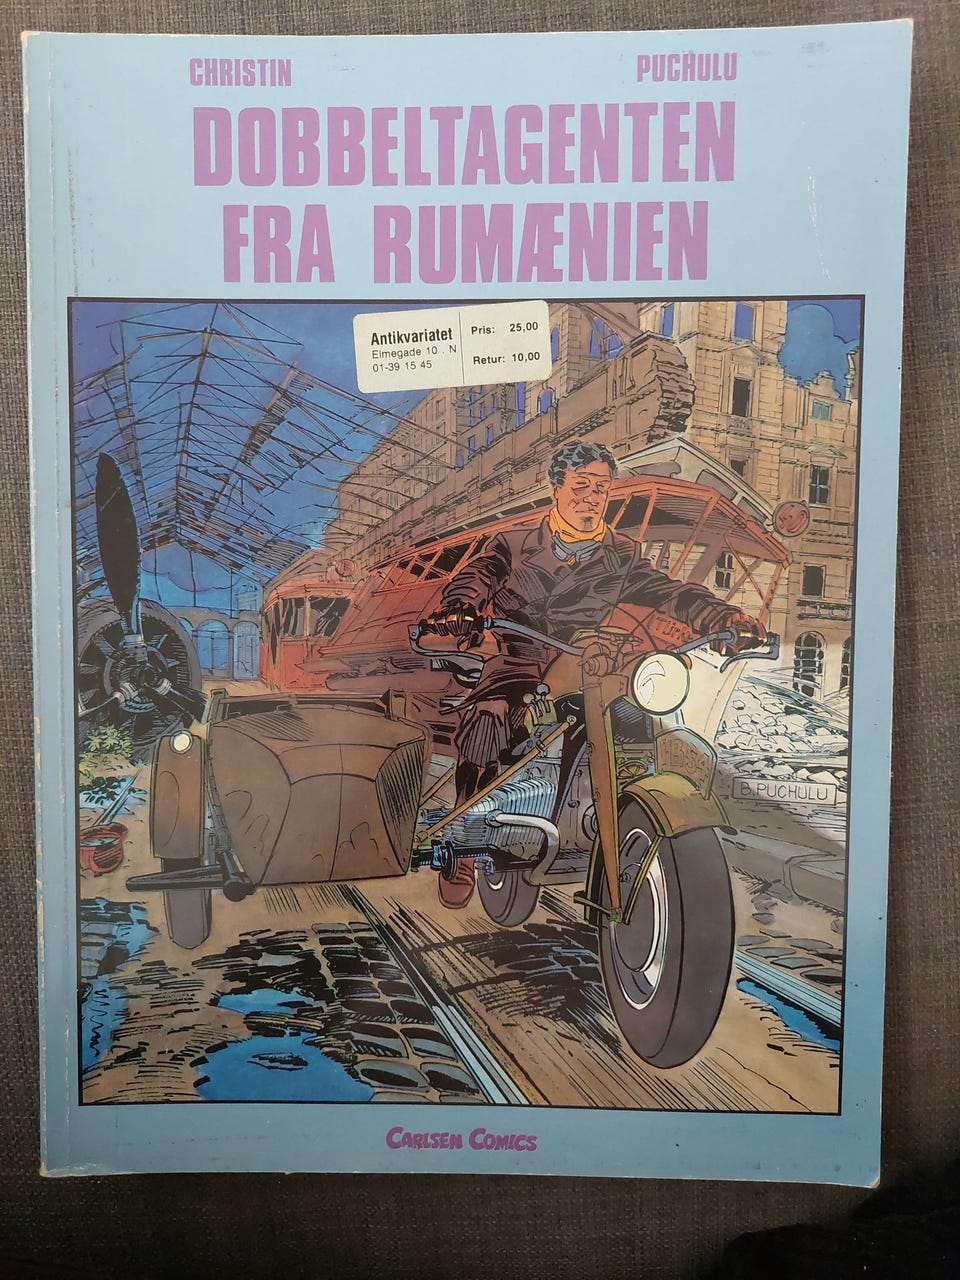 CHRISTIN PUCHULU
DOBBELTAGENTEN
FRA RUMÆNIEN
Antikvariatet
Elmegade 10 . N
01-39 15 45
Pris: 25,00
Retur: 10,00
B. PUCHULU
CARLSEN COMICS